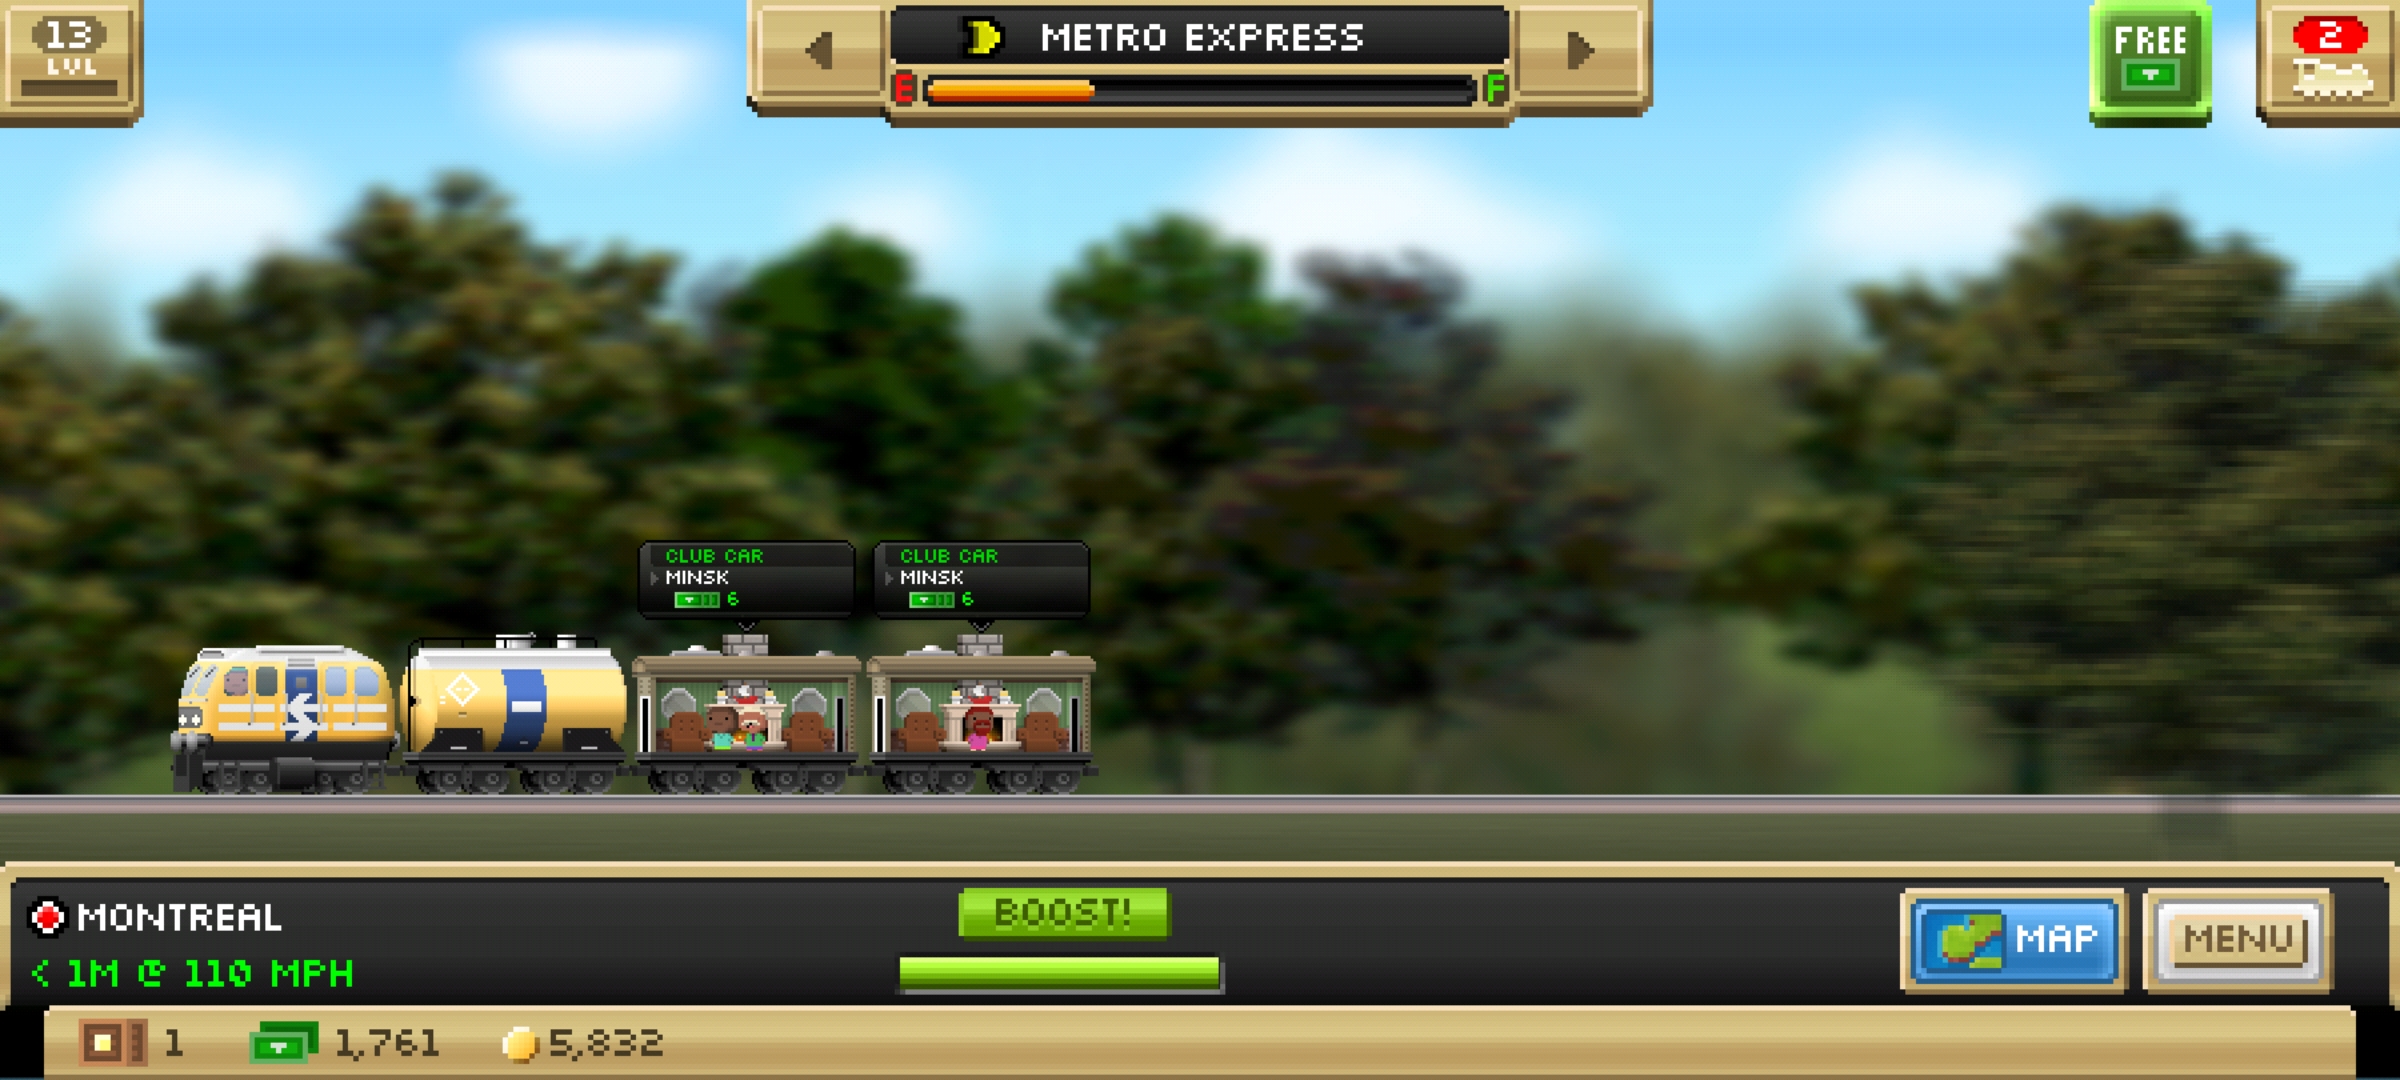 13
LVL
METRO EXPRESS
E F
FREE
2
CLUB CAR
MINSK
6
CLUB CAR
MINSK
6
MONTREAL
< 1M @ 110 MPH
BOOST!
MAP
MENU
1 1,761 5,832